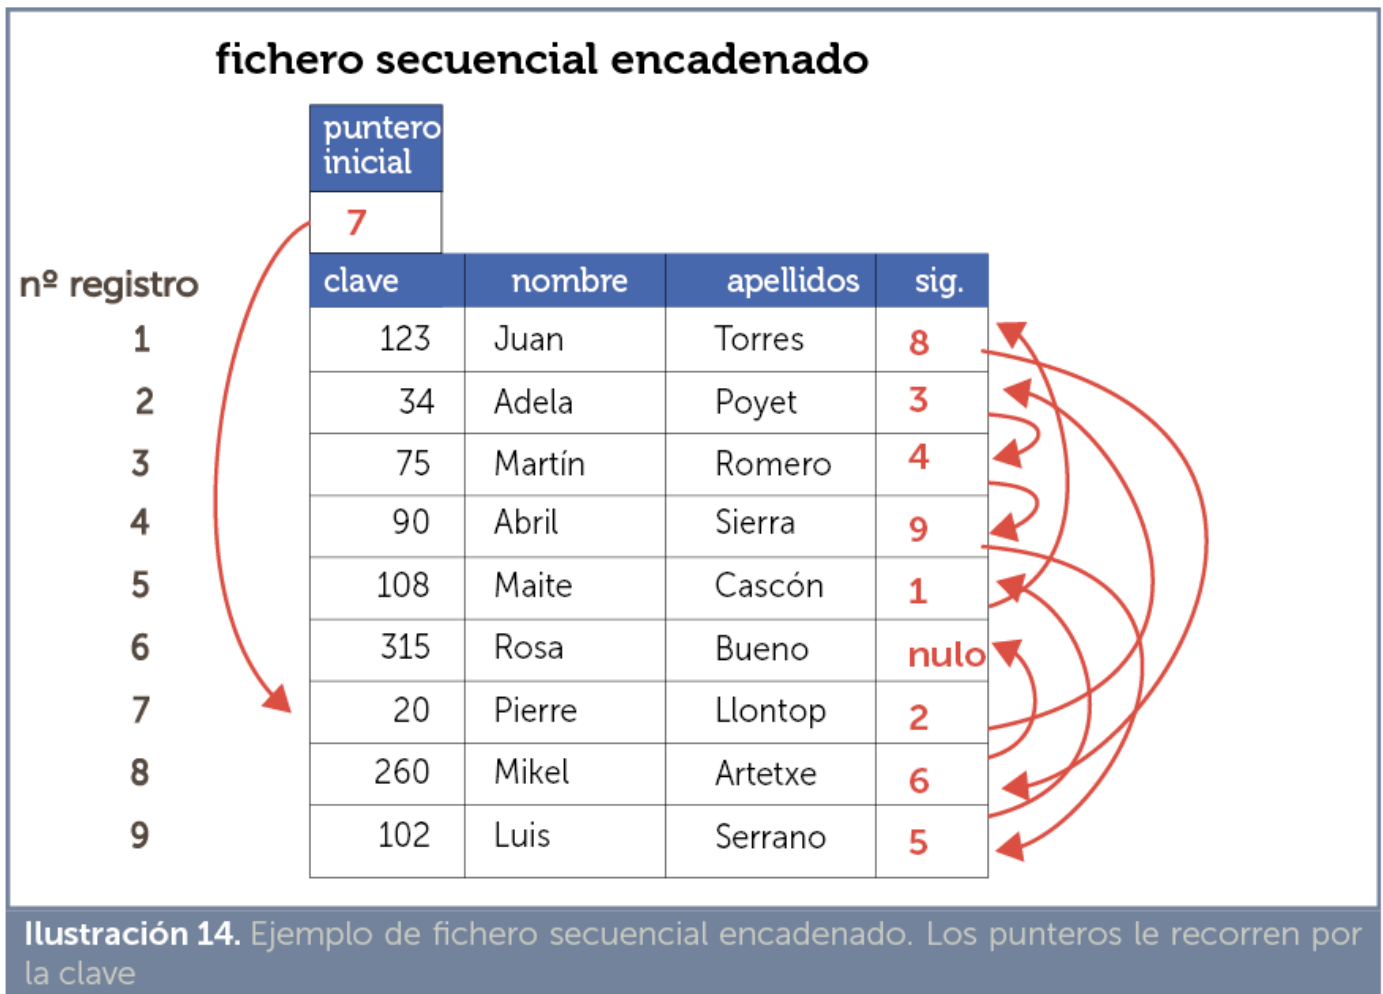 fichero secuencial encadenado
puntero
inicial
7
nº registro clave nombre apellidos sig.
1 123 Juan Torres 8
2 34 Adela Poyet 3
3 75 Martín Romero 4
4 90 Abril Sierra 9
5 108 Maite Cascón 1
6 315 Rosa Bueno nulo
7 20 Pierre Llontop 2
8 260 Mikel Artetxe 6
9 102 Luis Serrano 5
Ilustración 14. Ejemplo de fichero secuencial encadenado. Los punteros le recorren por
la clave